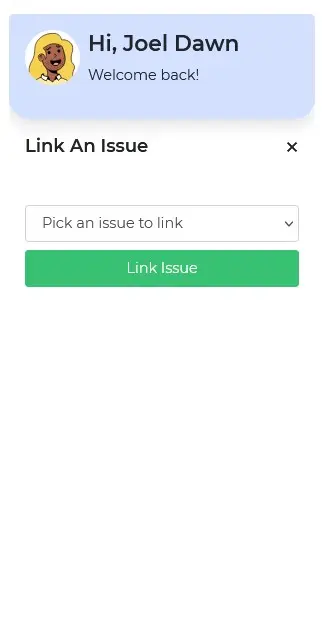 Hi, Joel Dawn
Welcome back!
Link An Issue
Pick an issue to link
Link Issue